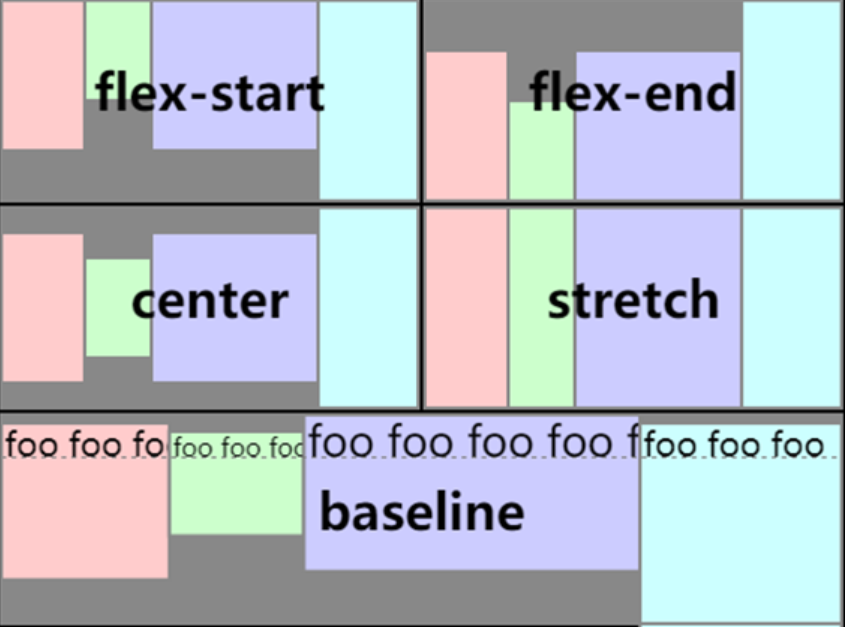 flex-start
flex-end
center
stretch
foo foo fo
foo foo foo
foo foo foo foo f
foo foo foo
baseline